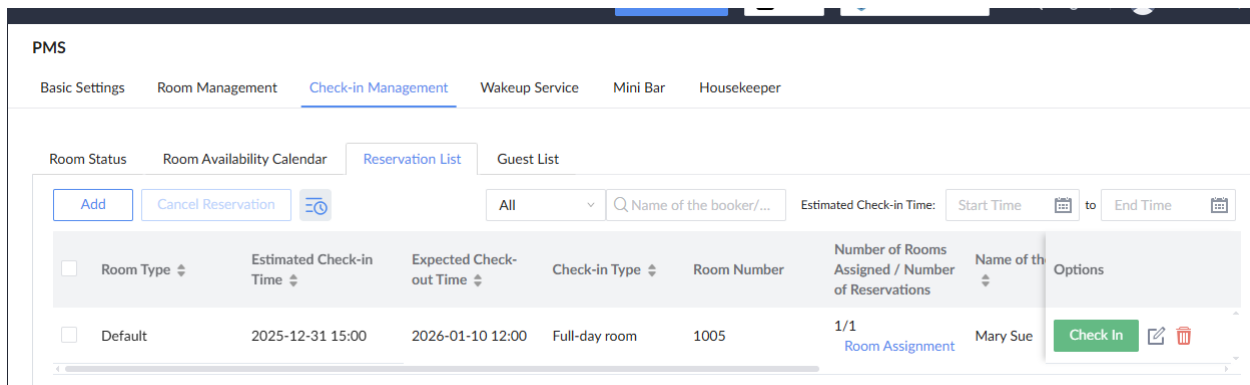 PMS
Basic Settings Room Management Check-in Management Wakeup Service Mini Bar Housekeeper
Room Status Room Availability Calendar Reservation List Guest List
Add Cancel Reservation All Name of the booker/... Estimated Check-in Time: Start Time to End Time
Room Type Estimated Check-in Time Expected Check-out Time Check-in Type Room Number Number of Rooms Assigned / Number of Reservations Name of th Options
Default 2025-12-31 15:00 2026-01-10 12:00 Full-day room 1005 1/1 Room Assignment Mary Sue Check In